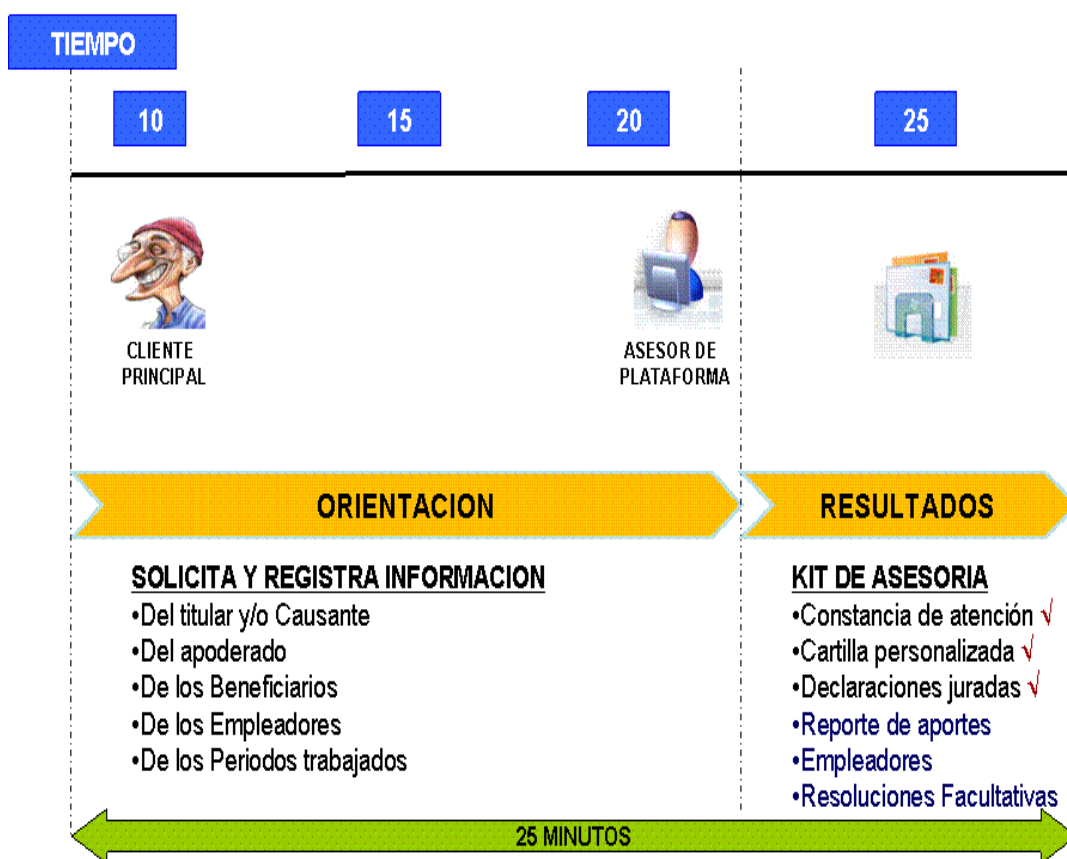 TIEMPO
10 15 20 25
CLIENTE
PRINCIPAL
ASESOR DE
PLATAFORMA
ORIENTACION
RESULTADOS
SOLICITA Y REGISTRA INFORMACION
•Del titular y/o Causante
•Del apoderado
•De los Beneficiarios
•De los Empleadores
•De los Periodos trabajados
KIT DE ASESORIA
•Constancia de atención √
•Cartilla personalizada √
•Declaraciones juradas √
•Reporte de aportes
•Empleadores
•Resoluciones Facultativas
25 MINUTOS